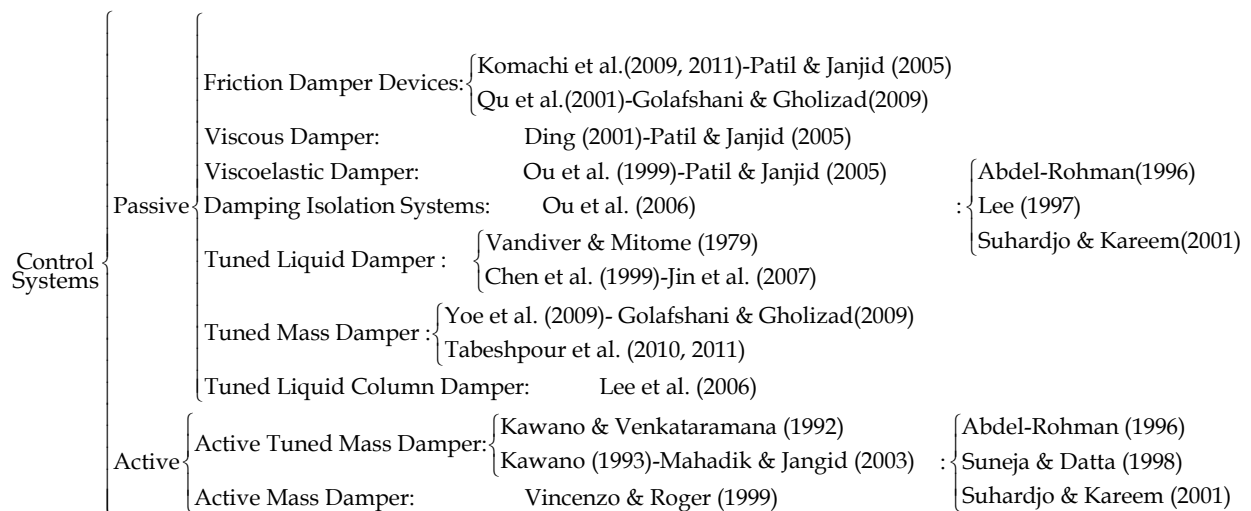 Control
Systems
Passive
Friction Damper Devices:
Komachi et al.(2009, 2011)-Patil & Janjid (2005)
Qu et al.(2001)-Golafshani & Gholizad(2009)
Viscous Damper: Ding (2001)-Patil & Janjid (2005)
Viscoelastic Damper: Ou et al. (1999)-Patil & Janjid (2005)
Damping Isolation Systems: Ou et al. (2006)
Tuned Liquid Damper :
Vandiver & Mitome (1979)
Chen et al. (1999)-Jin et al. (2007)
Tuned Mass Damper :
Yoe et al. (2009)- Golafshani & Gholizad(2009)
Tabeshpour et al. (2010, 2011)
Tuned Liquid Column Damper: Lee et al. (2006)
:
Abdel-Rohman(1996)
Lee (1997)
Suhardjo & Kareem(2001)
Active
Active Tuned Mass Damper:
Kawano & Venkataramana (1992)
Kawano (1993)-Mahadik & Jangid (2003)
Active Mass Damper: Vincenzo & Roger (1999)
:
Abdel-Rohman (1996)
Suneja & Datta (1998)
Suhardjo & Kareem (2001)